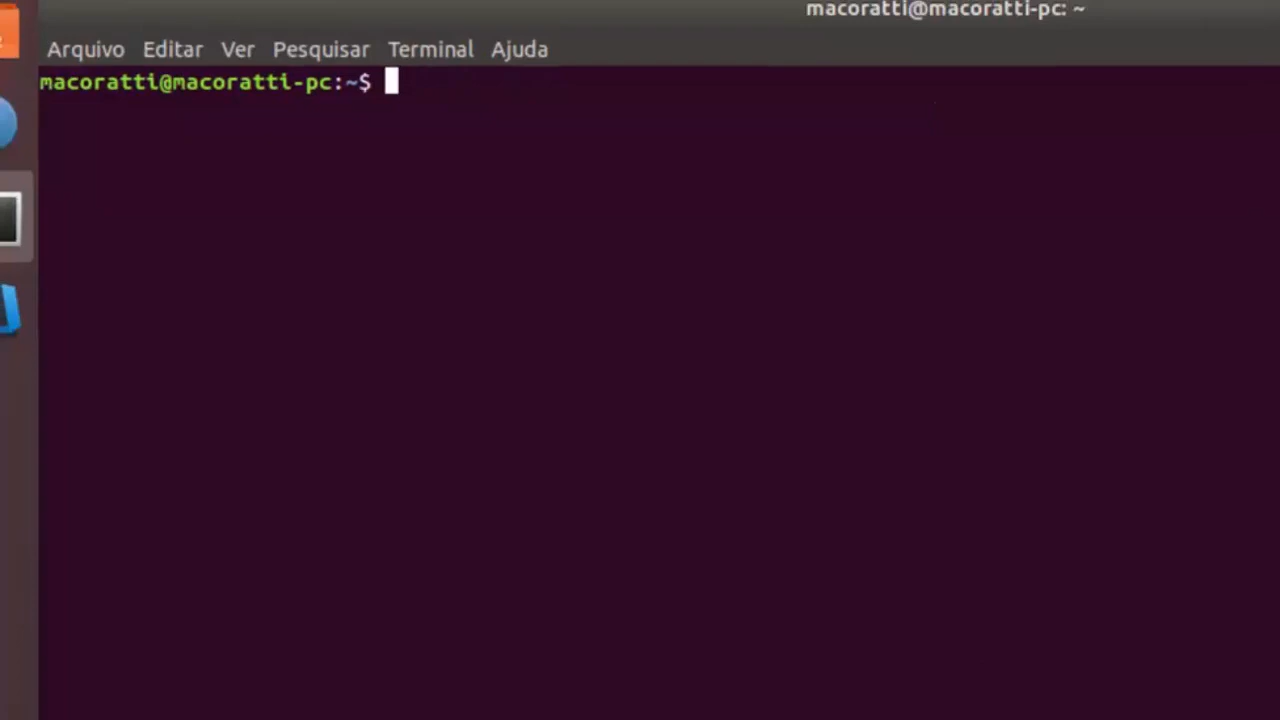 macoratti@macoratti-pc: ~
Arquivo Editar Ver Pesquisar Terminal Ajuda
macoratti@macoratti-pc:~$